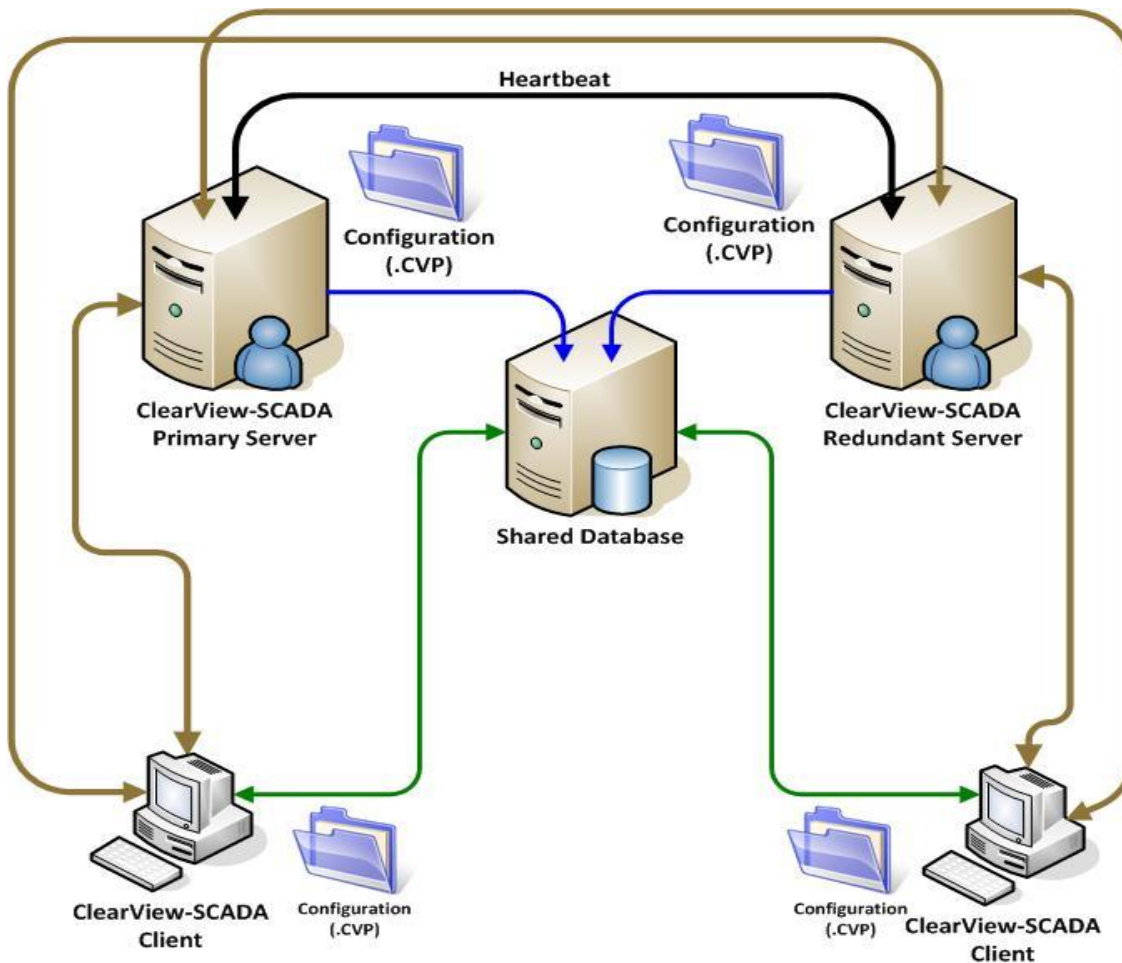 Heartbeat
Configuration
(.CVP)
Configuration
(.CVP)
ClearView-SCADA
Primary Server
ClearView-SCADA
Redundant Server
Shared Database
ClearView-SCADA
Client
Configuration
(.CVP)
Configuration
(.CVP)
ClearView-SCADA
Client